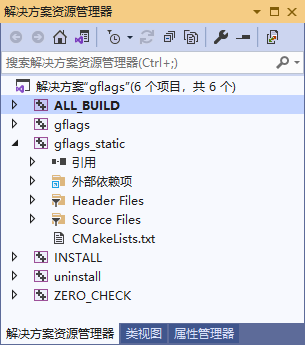 解决方案资源管理器
搜索解决方案资源管理器(Ctrl+;)
解决方案"gflags"(6 个项目，共 6 个)
ALL_BUILD
gflags
gflags_static
引用
外部依赖项
Header Files
Source Files
CMakeLists.txt
INSTALL
uninstall
ZERO_CHECK
解决方案资源管理器 类视图 属性管理器